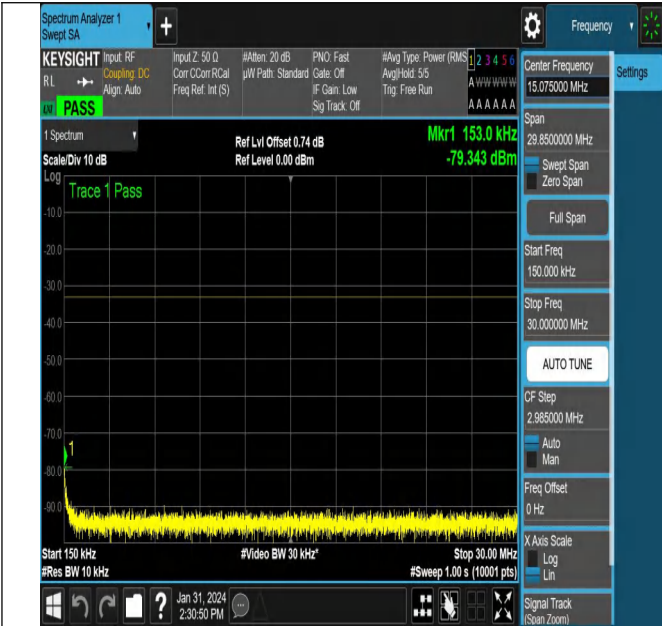 Spectrum Analyzer 1
Swept SA
+
Frequency
KEYSIGHT
RL
LXI
PASS
Input: RF
Coupling: DC
Align: Auto
Input Z: 50 Ω
Corr CCorr RCal
Freq Ref: Int (S)
#Atten: 20 dB
µW Path: Standard
PNO: Fast
Gate: Off
IF Gain: Low
Sig Track: Off
#Avg Type: Power (RMS
Avg|Hold: 5/5
Trig: Free Run
1 2 3 4 5 6
A W W W W W
A A A A A A
1 Spectrum
Scale/Div 10 dB
Ref Lvl Offset 0.74 dB
Ref Level 0.00 dBm
Mkr1 153.0 kHz
-79.343 dBm
Log
Trace 1 Pass
-10.0
-20.0
-30.0
-40.0
-50.0
-60.0
-70.0
-80.0
-90.0
1
Start 150 kHz
#Res BW 10 kHz
#Video BW 30 kHz*
Stop 30.00 MHz
#Sweep 1.00 s (10001 pts)
Jan 31, 2024
2:30:50 PM
?
Center Frequency
15.075000 MHz
Settings
Span
29.8500000 MHz
Swept Span
Zero Span
Full Span
Start Freq
150.000 kHz
Stop Freq
30.000000 MHz
AUTO TUNE
CF Step
2.985000 MHz
Auto
Man
Freq Offset
0 Hz
X Axis Scale
Log
Lin
Signal Track
(Span Zoom)